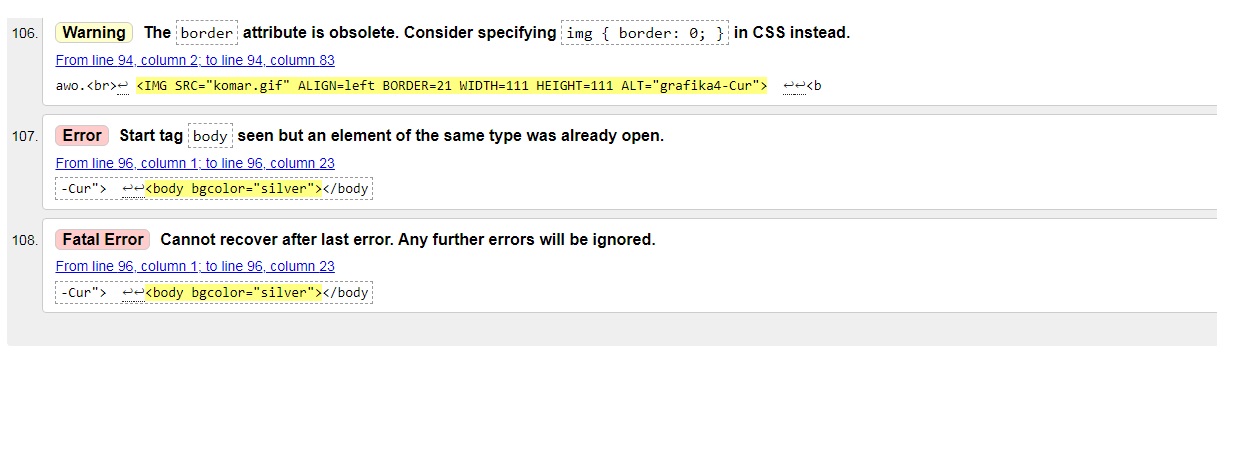 106. Warning The border attribute is obsolete. Consider specifying img { border: 0; } in CSS instead.
From line 94, column 2; to line 94, column 83
awo.<br>↩ <IMG SRC="komar.gif" ALIGN=left BORDER=21 WIDTH=111 HEIGHT=111 ALT="grafika4-Cur"> ↩↩<b
107. Error Start tag body seen but an element of the same type was already open.
From line 96, column 1; to line 96, column 23
-Cur"> ↩↩<body bgcolor="silver"></body
108. Fatal Error Cannot recover after last error. Any further errors will be ignored.
From line 96, column 1; to line 96, column 23
-Cur"> ↩↩<body bgcolor="silver"></body